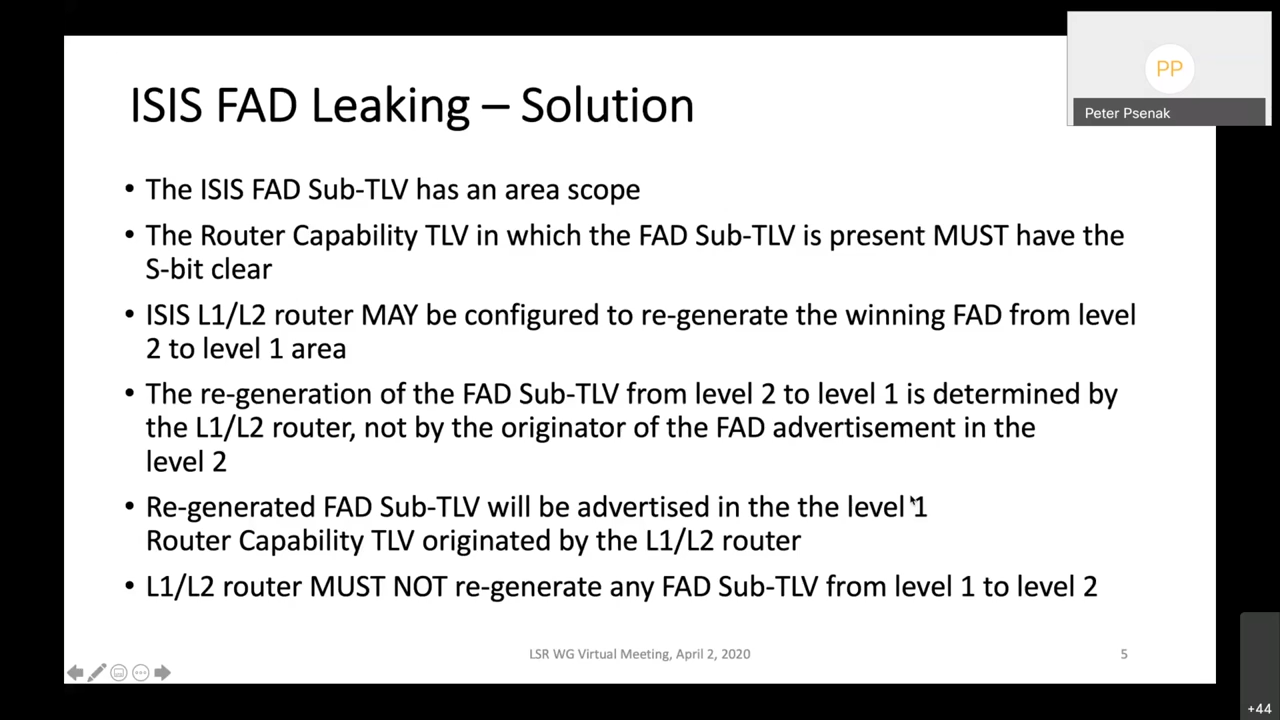 PP
Peter Psenak
ISIS FAD Leaking – Solution
• The ISIS FAD Sub-TLV has an area scope
• The Router Capability TLV in which the FAD Sub-TLV is present MUST have the
S-bit clear
• ISIS L1/L2 router MAY be configured to re-generate the winning FAD from level
2 to level 1 area
• The re-generation of the FAD Sub-TLV from level 2 to level 1 is determined by
the L1/L2 router, not by the originator of the FAD advertisement in the
level 2
• Re-generated FAD Sub-TLV will be advertised in the the level 1
Router Capability TLV originated by the L1/L2 router
• L1/L2 router MUST NOT re-generate any FAD Sub-TLV from level 1 to level 2
LSR WG Virtual Meeting, April 2, 2020
5
+44